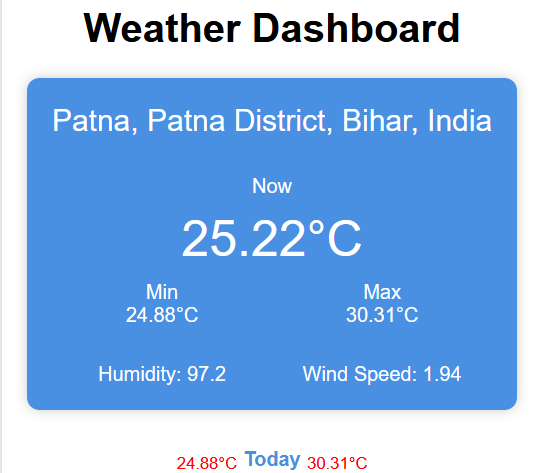 Weather Dashboard
Patna, Patna District, Bihar, India
Now
25.22°C
Min Max
24.88°C 30.31°C
Humidity: 97.2 Wind Speed: 1.94
24.88°C Today 30.31°C